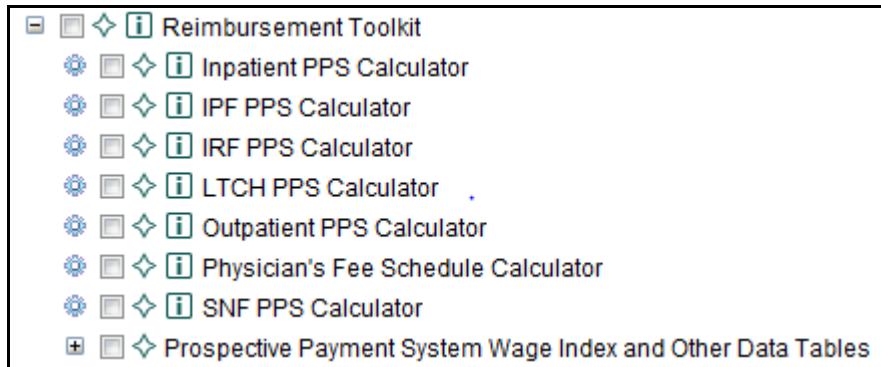 Reimbursement Toolkit
Inpatient PPS Calculator
IPF PPS Calculator
IRF PPS Calculator
LTCH PPS Calculator
Outpatient PPS Calculator
Physician's Fee Schedule Calculator
SNF PPS Calculator
Prospective Payment System Wage Index and Other Data Tables